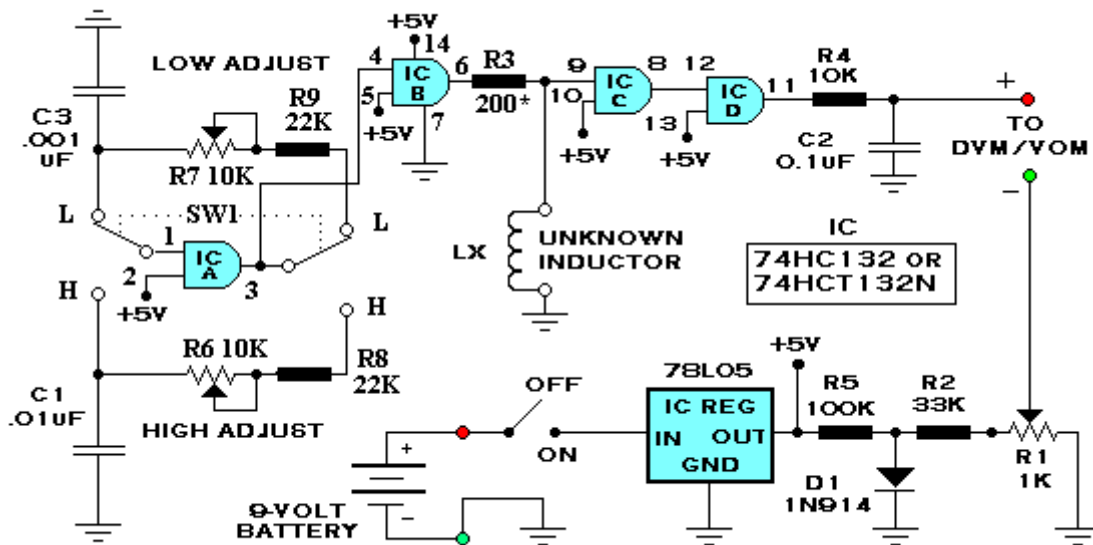 +5V
14
4
IC
B
6
R3
200*
5
+5V
7
LOW ADJUST
R9
22K
C3
.001
uF
R7 10K
9
10
IC
C
8
12
+5V
13
IC
D
11
+5V
R4
10K
C2
0.1uF
+
TO
DVM/VOM
−
L
SW1
L
1
2
IC
A
3
+5V
H
H
LX
UNKNOWN
INDUCTOR
IC
74HC132 OR
74HCT132N
R6 10K
R8
22K
C1
.01uF
HIGH ADJUST
OFF
ON
+
−
9-VOLT
BATTERY
78L05
IC REG
IN OUT
GND
+5V
R5
100K
R2
33K
D1
1N914
R1
1K